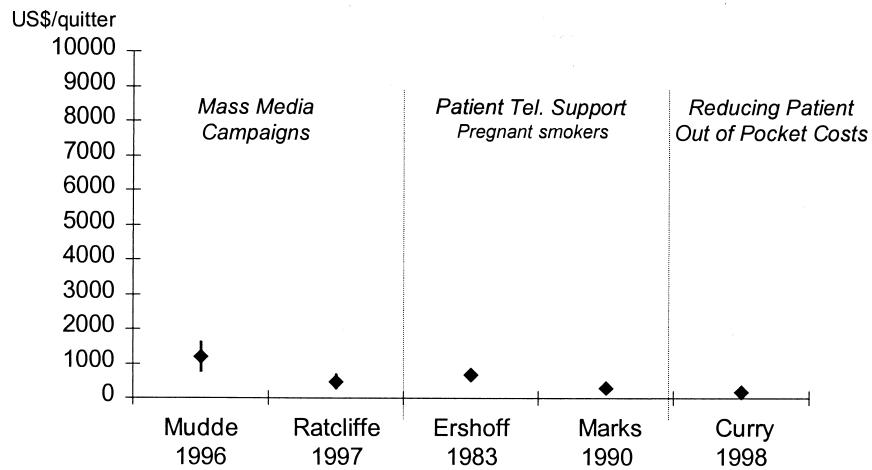 US$/quitter
10000
9000
8000
7000
6000
5000
4000
3000
2000
1000
0
Mass Media
Campaigns
Patient Tel. Support
Pregnant smokers
Reducing Patient
Out of Pocket Costs
Mudde
1996
Ratcliffe
1997
Ershoff
1983
Marks
1990
Curry
1998